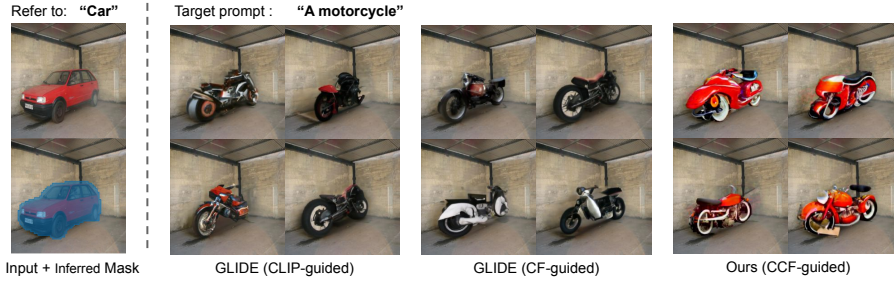 Refer to: “Car”
Target prompt : “A motorcycle”
Input + Inferred Mask
GLIDE (CLIP-guided)
GLIDE (CF-guided)
Ours (CCF-guided)